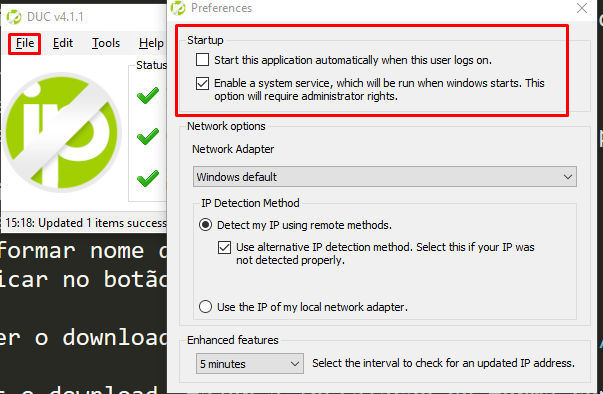 DUC v4.1.1
File Edit Tools Help
Status
15:18: Updated 1 items success
Preferences
Startup
Start this application automatically when this user logs on.
Enable a system service, which will be run when windows starts. This
option will require administrator rights.
Network options
Network Adapter
Windows default
IP Detection Method
Detect my IP using remote methods.
Use alternative IP detection method. Select this if your IP was
not detected properly.
Use the IP of my local network adapter.
Enhanced features
5 minutes Select the interval to check for an updated IP address.
formar nome d
icar no botão
er o download
o download